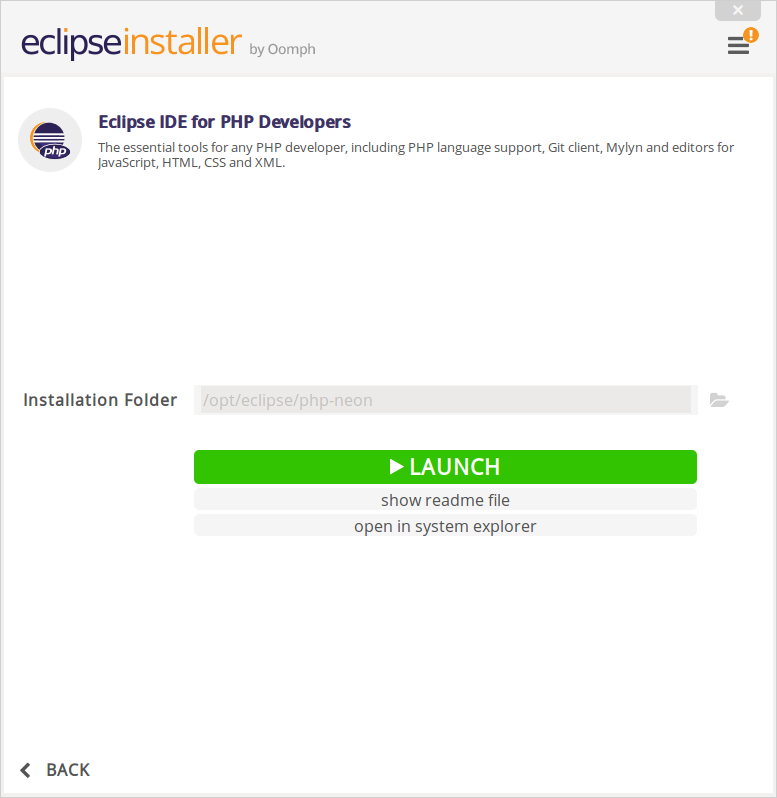 eclipseinstaller by Oomph
!
php
Eclipse IDE for PHP Developers
The essential tools for any PHP developer, including PHP language support, Git client, Mylyn and editors for
JavaScript, HTML, CSS and XML.
Installation Folder /opt/eclipse/php-neon
LAUNCH
show readme file
open in system explorer
BACK